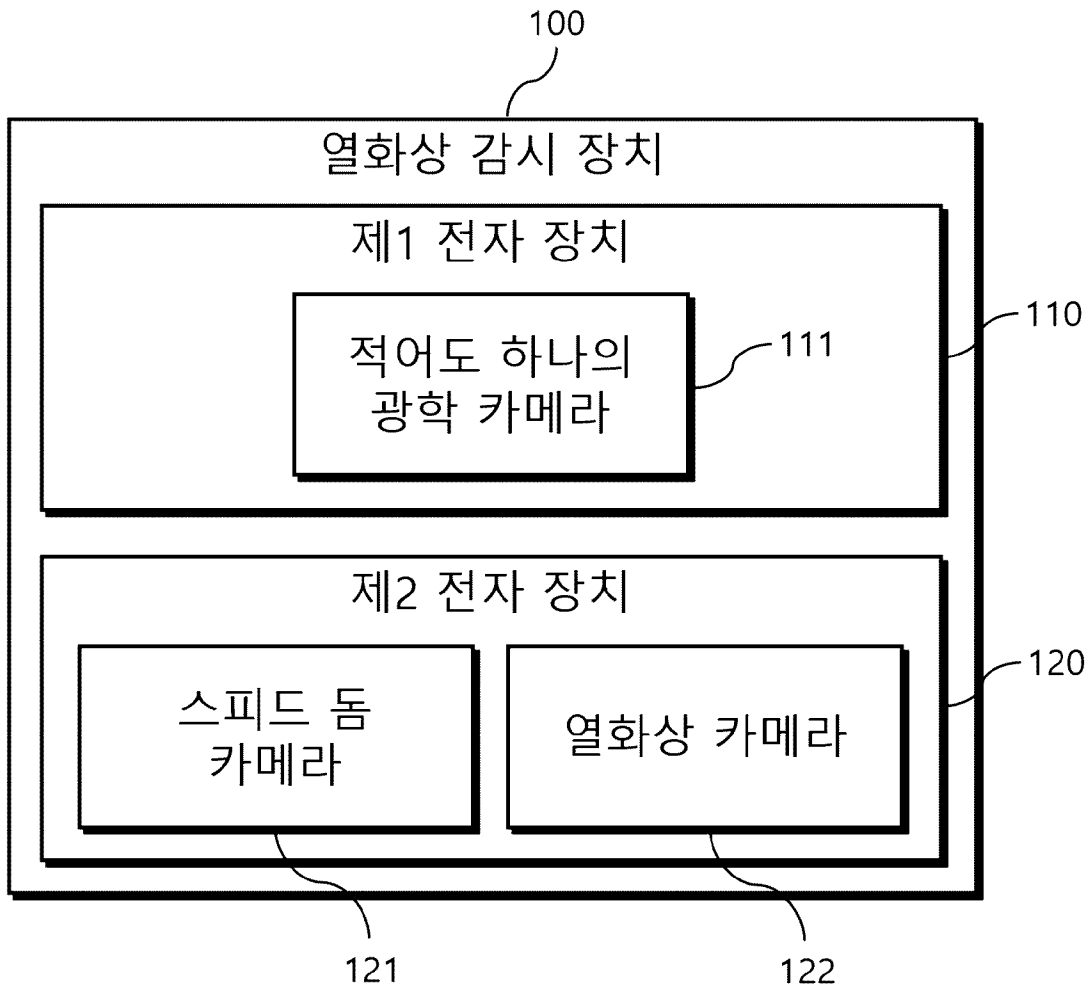 100
열화상 감시 장치
제1 전자 장치
110
적어도 하나의
광학 카메라
111
제2 전자 장치
120
스피드 돔
카메라
열화상 카메라
121
122